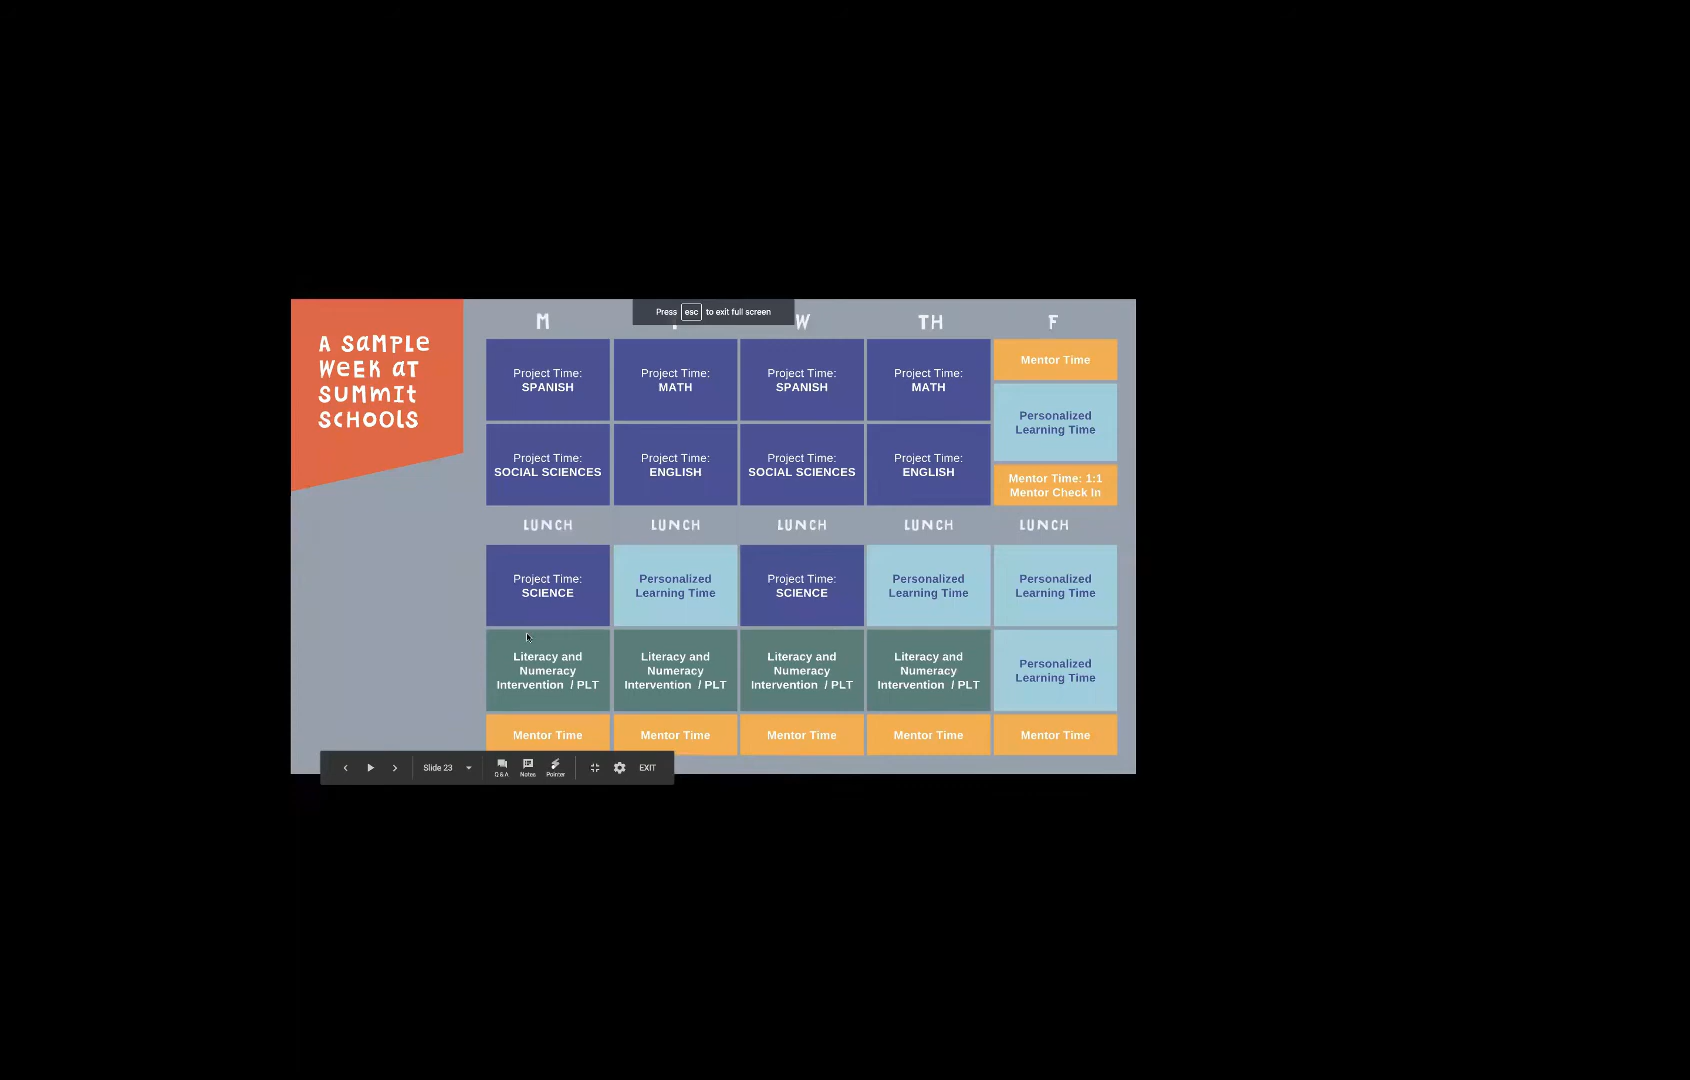 Press esc to exit full screen
A SAMPLE
WEEK AT
SUMMIT
SCHOOLS
M W TH F
Project Time:
SPANISH
Project Time:
MATH
Project Time:
SPANISH
Project Time:
MATH
Mentor Time
Personalized
Learning Time
Project Time:
SOCIAL SCIENCES
Project Time:
ENGLISH
Project Time:
SOCIAL SCIENCES
Project Time:
ENGLISH
Mentor Time: 1:1
Mentor Check In
LUNCH LUNCH LUNCH LUNCH LUNCH
Project Time:
SCIENCE
Personalized
Learning Time
Project Time:
SCIENCE
Personalized
Learning Time
Personalized
Learning Time
Literacy and
Numeracy
Intervention / PLT
Literacy and
Numeracy
Intervention / PLT
Literacy and
Numeracy
Intervention / PLT
Literacy and
Numeracy
Intervention / PLT
Personalized
Learning Time
Mentor Time
Mentor Time
Mentor Time
Mentor Time
Mentor Time
Slide 23
Q&A
Notes
Pointer
EXIT